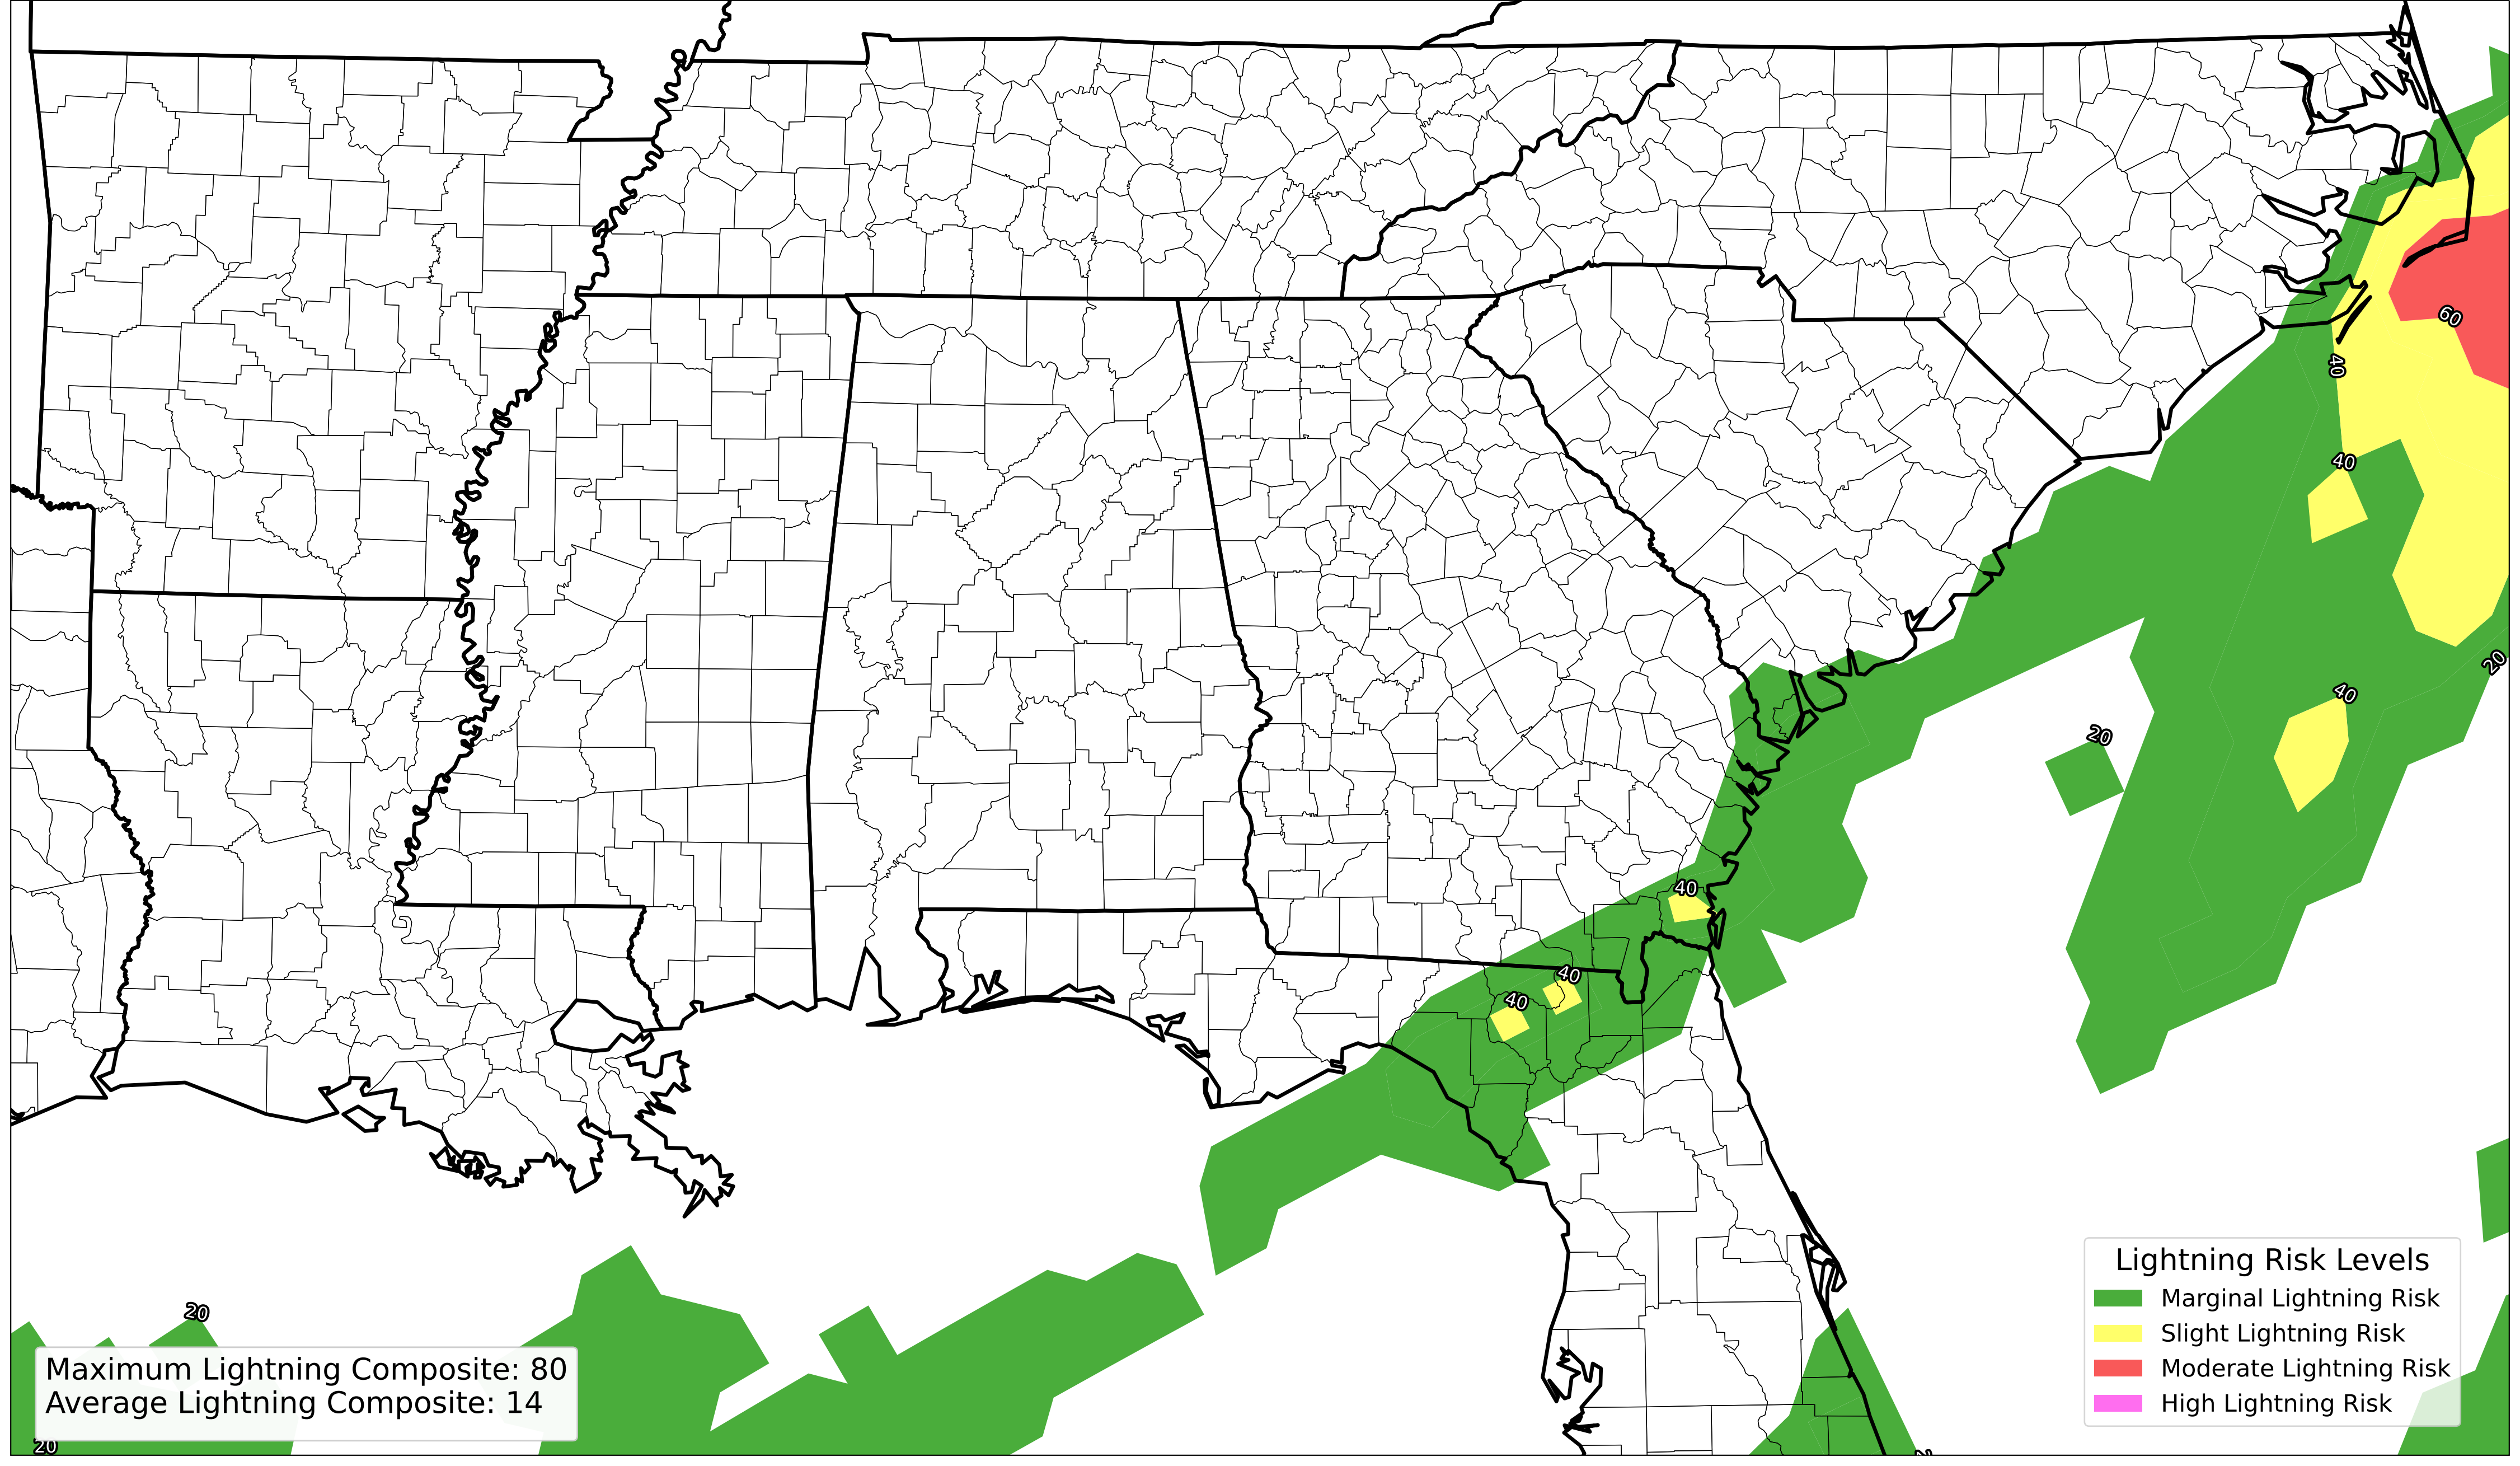 60
40
40
20
40
20
40
40
40
20
Lightning Risk Levels
Marginal Lightning Risk
Slight Lightning Risk
Moderate Lightning Risk
High Lightning Risk
Maximum Lightning Composite: 80
Average Lightning Composite: 14
20